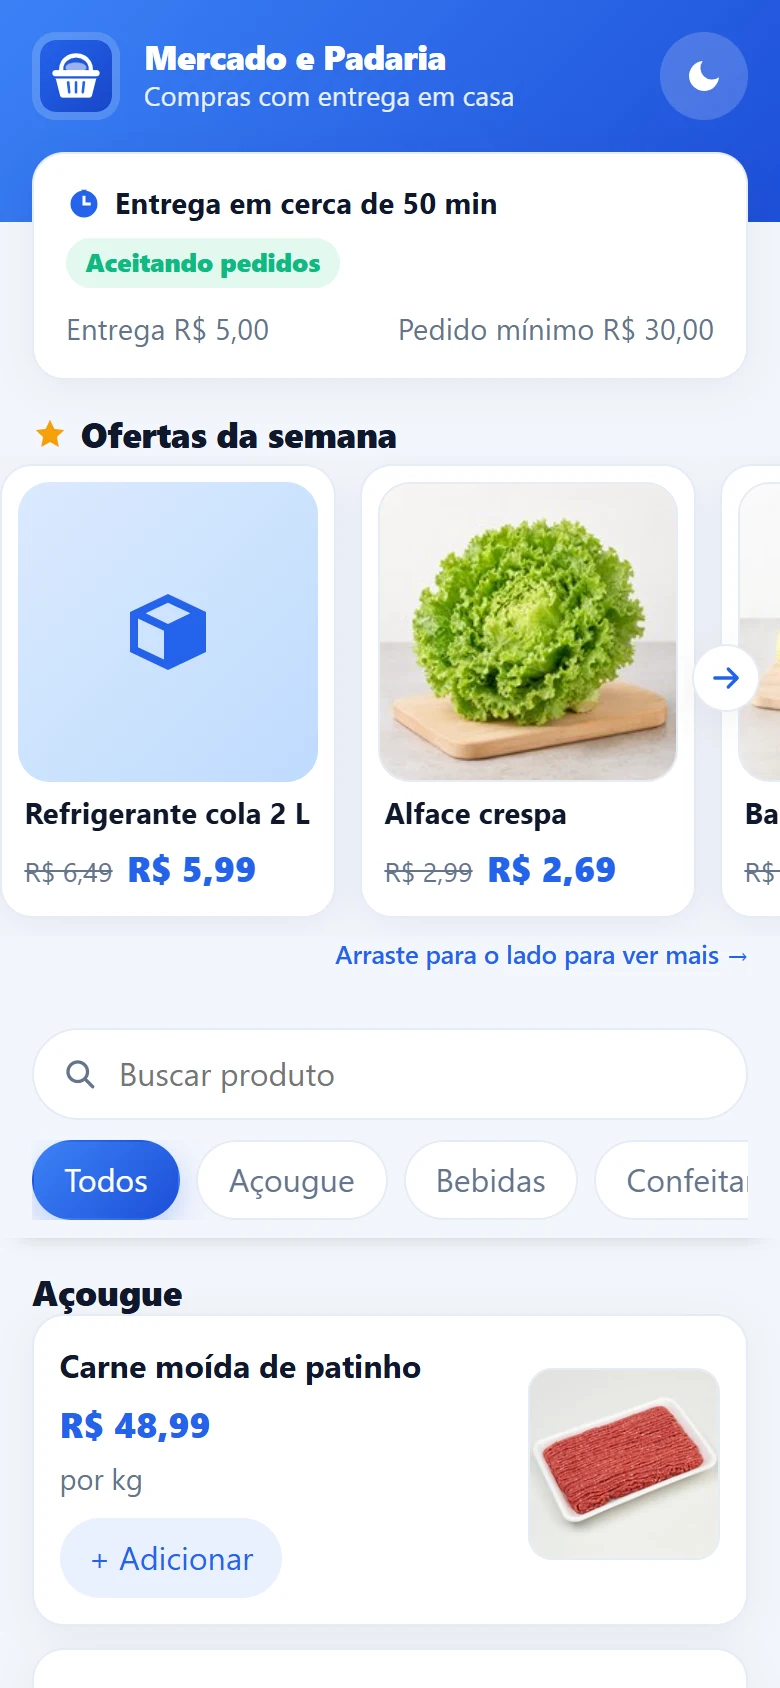 Mercado e Padaria
Compras com entrega em casa
Entrega em cerca de 50 min
Aceitando pedidos
Entrega R$ 5,00
Pedido mínimo R$ 30,00
Ofertas da semana
Refrigerante cola 2 L
R$ 6,49 R$ 5,99
Alface crespa
R$ 2,99 R$ 2,69
Ba
R$
Arraste para o lado para ver mais →
Buscar produto
Todos
Açougue
Bebidas
Confeitar
Açougue
Carne moída de patinho
R$ 48,99
por kg
+ Adicionar